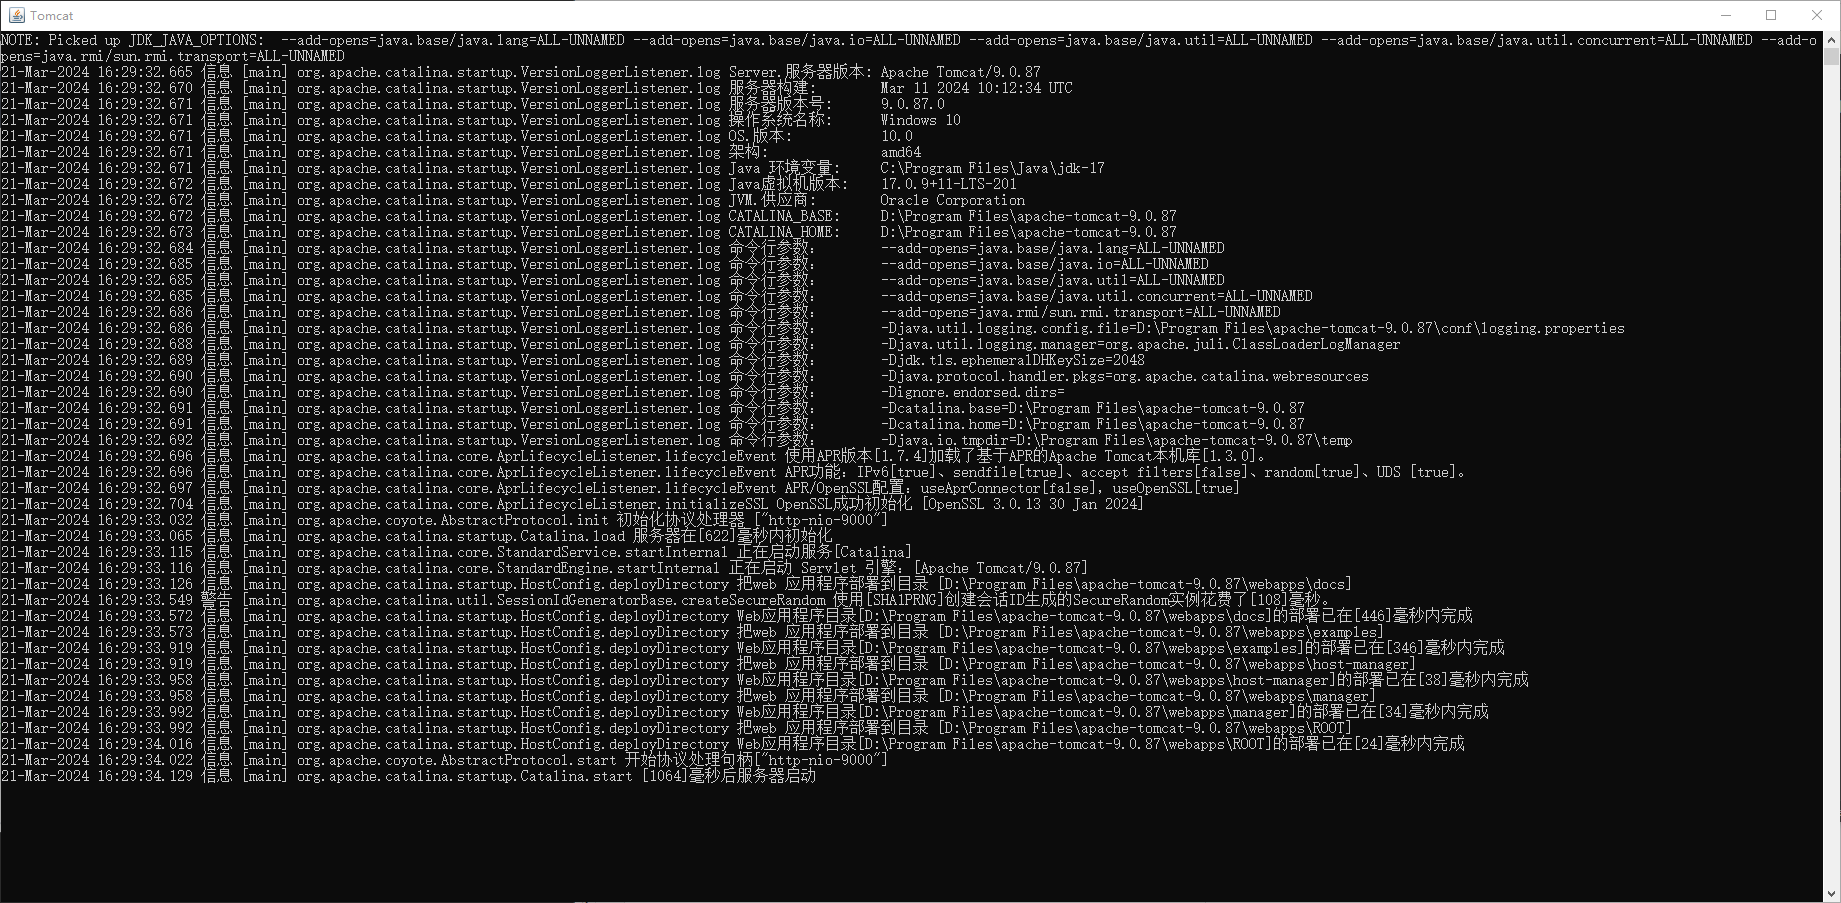 Tomcat
NOTE: Picked up JDK_JAVA_OPTIONS:  --add-opens=java.base/java.lang=ALL-UNNAMED --add-opens=java.base/java.io=ALL-UNNAMED --add-opens=java.base/java.util=ALL-UNNAMED --add-opens=java.base/java.util.concurrent=ALL-UNNAMED --add-o
pens=java.rmi/sun.rmi.transport=ALL-UNNAMED
21-Mar-2024 16:29:32.665 信息 [main] org.apache.catalina.startup.VersionLoggerListener.log Server.服务器版本: Apache Tomcat/9.0.87
21-Mar-2024 16:29:32.670 信息 [main] org.apache.catalina.startup.VersionLoggerListener.log 服务器构建:        Mar 11 2024 10:12:34 UTC
21-Mar-2024 16:29:32.671 信息 [main] org.apache.catalina.startup.VersionLoggerListener.log 服务器版本号:      9.0.87.0
21-Mar-2024 16:29:32.671 信息 [main] org.apache.catalina.startup.VersionLoggerListener.log 操作系统名称:      Windows 10
21-Mar-2024 16:29:32.671 信息 [main] org.apache.catalina.startup.VersionLoggerListener.log OS.版本:           10.0
21-Mar-2024 16:29:32.671 信息 [main] org.apache.catalina.startup.VersionLoggerListener.log 架构:              amd64
21-Mar-2024 16:29:32.671 信息 [main] org.apache.catalina.startup.VersionLoggerListener.log Java 环境变量:     C:\Program Files\Java\jdk-17
21-Mar-2024 16:29:32.672 信息 [main] org.apache.catalina.startup.VersionLoggerListener.log Java虚拟机版本:    17.0.9+11-LTS-201
21-Mar-2024 16:29:32.672 信息 [main] org.apache.catalina.startup.VersionLoggerListener.log JVM.供应商:        Oracle Corporation
21-Mar-2024 16:29:32.672 信息 [main] org.apache.catalina.startup.VersionLoggerListener.log CATALINA_BASE:     D:\Program Files\apache-tomcat-9.0.87
21-Mar-2024 16:29:32.673 信息 [main] org.apache.catalina.startup.VersionLoggerListener.log CATALINA_HOME:     D:\Program Files\apache-tomcat-9.0.87
21-Mar-2024 16:29:32.684 信息 [main] org.apache.catalina.startup.VersionLoggerListener.log 命令行参数：       --add-opens=java.base/java.lang=ALL-UNNAMED
21-Mar-2024 16:29:32.685 信息 [main] org.apache.catalina.startup.VersionLoggerListener.log 命令行参数：       --add-opens=java.base/java.io=ALL-UNNAMED
21-Mar-2024 16:29:32.685 信息 [main] org.apache.catalina.startup.VersionLoggerListener.log 命令行参数：       --add-opens=java.base/java.util=ALL-UNNAMED
21-Mar-2024 16:29:32.685 信息 [main] org.apache.catalina.startup.VersionLoggerListener.log 命令行参数：       --add-opens=java.base/java.util.concurrent=ALL-UNNAMED
21-Mar-2024 16:29:32.686 信息 [main] org.apache.catalina.startup.VersionLoggerListener.log 命令行参数：       --add-opens=java.rmi/sun.rmi.transport=ALL-UNNAMED
21-Mar-2024 16:29:32.686 信息 [main] org.apache.catalina.startup.VersionLoggerListener.log 命令行参数：       -Djava.util.logging.config.file=D:\Program Files\apache-tomcat-9.0.87\conf\logging.properties
21-Mar-2024 16:29:32.688 信息 [main] org.apache.catalina.startup.VersionLoggerListener.log 命令行参数：       -Djava.util.logging.manager=org.apache.juli.ClassLoaderLogManager
21-Mar-2024 16:29:32.689 信息 [main] org.apache.catalina.startup.VersionLoggerListener.log 命令行参数：       -Djdk.tls.ephemeralDHKeySize=2048
21-Mar-2024 16:29:32.690 信息 [main] org.apache.catalina.startup.VersionLoggerListener.log 命令行参数：       -Djava.protocol.handler.pkgs=org.apache.catalina.webresources
21-Mar-2024 16:29:32.690 信息 [main] org.apache.catalina.startup.VersionLoggerListener.log 命令行参数：       -Dignore.endorsed.dirs=
21-Mar-2024 16:29:32.691 信息 [main] org.apache.catalina.startup.VersionLoggerListener.log 命令行参数：       -Dcatalina.base=D:\Program Files\apache-tomcat-9.0.87
21-Mar-2024 16:29:32.691 信息 [main] org.apache.catalina.startup.VersionLoggerListener.log 命令行参数：       -Dcatalina.home=D:\Program Files\apache-tomcat-9.0.87
21-Mar-2024 16:29:32.692 信息 [main] org.apache.catalina.startup.VersionLoggerListener.log 命令行参数：       -Djava.io.tmpdir=D:\Program Files\apache-tomcat-9.0.87\temp
21-Mar-2024 16:29:32.696 信息 [main] org.apache.catalina.core.AprLifecycleListener.lifecycleEvent 使用APR版本[1.7.4]加载了基于APR的Apache Tomcat本机库[1.3.0]。
21-Mar-2024 16:29:32.696 信息 [main] org.apache.catalina.core.AprLifecycleListener.lifecycleEvent APR功能：IPv6[true]、sendfile[true]、accept filters[false]、random[true]、UDS [true]。
21-Mar-2024 16:29:32.697 信息 [main] org.apache.catalina.core.AprLifecycleListener.lifecycleEvent APR/OpenSSL配置：useAprConnector[false]，useOpenSSL[true]
21-Mar-2024 16:29:32.704 信息 [main] org.apache.catalina.core.AprLifecycleListener.initializeSSL OpenSSL成功初始化 [OpenSSL 3.0.13 30 Jan 2024]
21-Mar-2024 16:29:33.032 信息 [main] org.apache.coyote.AbstractProtocol.init 初始化协议处理器 ["http-nio-9000"]
21-Mar-2024 16:29:33.065 信息 [main] org.apache.catalina.startup.Catalina.load 服务器在[622]毫秒内初始化
21-Mar-2024 16:29:33.115 信息 [main] org.apache.catalina.core.StandardService.startInternal 正在启动服务[Catalina]
21-Mar-2024 16:29:33.116 信息 [main] org.apache.catalina.core.StandardEngine.startInternal 正在启动 Servlet 引擎：[Apache Tomcat/9.0.87]
21-Mar-2024 16:29:33.126 信息 [main] org.apache.catalina.startup.HostConfig.deployDirectory 把web 应用程序部署到目录 [D:\Program Files\apache-tomcat-9.0.87\webapps\docs]
21-Mar-2024 16:29:33.549 警告 [main] org.apache.catalina.util.SessionIdGeneratorBase.createSecureRandom 使用[SHA1PRNG]创建会话ID生成的SecureRandom实例花费了[108]毫秒。
21-Mar-2024 16:29:33.572 信息 [main] org.apache.catalina.startup.HostConfig.deployDirectory Web应用程序目录[D:\Program Files\apache-tomcat-9.0.87\webapps\docs]的部署已在[446]毫秒内完成
21-Mar-2024 16:29:33.573 信息 [main] org.apache.catalina.startup.HostConfig.deployDirectory 把web 应用程序部署到目录 [D:\Program Files\apache-tomcat-9.0.87\webapps\examples]
21-Mar-2024 16:29:33.919 信息 [main] org.apache.catalina.startup.HostConfig.deployDirectory Web应用程序目录[D:\Program Files\apache-tomcat-9.0.87\webapps\examples]的部署已在[346]毫秒内完成
21-Mar-2024 16:29:33.919 信息 [main] org.apache.catalina.startup.HostConfig.deployDirectory 把web 应用程序部署到目录 [D:\Program Files\apache-tomcat-9.0.87\webapps\host-manager]
21-Mar-2024 16:29:33.958 信息 [main] org.apache.catalina.startup.HostConfig.deployDirectory Web应用程序目录[D:\Program Files\apache-tomcat-9.0.87\webapps\host-manager]的部署已在[38]毫秒内完成
21-Mar-2024 16:29:33.958 信息 [main] org.apache.catalina.startup.HostConfig.deployDirectory 把web 应用程序部署到目录 [D:\Program Files\apache-tomcat-9.0.87\webapps\manager]
21-Mar-2024 16:29:33.992 信息 [main] org.apache.catalina.startup.HostConfig.deployDirectory Web应用程序目录[D:\Program Files\apache-tomcat-9.0.87\webapps\manager]的部署已在[34]毫秒内完成
21-Mar-2024 16:29:33.992 信息 [main] org.apache.catalina.startup.HostConfig.deployDirectory 把web 应用程序部署到目录 [D:\Program Files\apache-tomcat-9.0.87\webapps\ROOT]
21-Mar-2024 16:29:34.016 信息 [main] org.apache.catalina.startup.HostConfig.deployDirectory Web应用程序目录[D:\Program Files\apache-tomcat-9.0.87\webapps\ROOT]的部署已在[24]毫秒内完成
21-Mar-2024 16:29:34.022 信息 [main] org.apache.coyote.AbstractProtocol.start 开始协议处理句柄["http-nio-9000"]
21-Mar-2024 16:29:34.129 信息 [main] org.apache.catalina.startup.Catalina.start [1064]毫秒后服务器启动